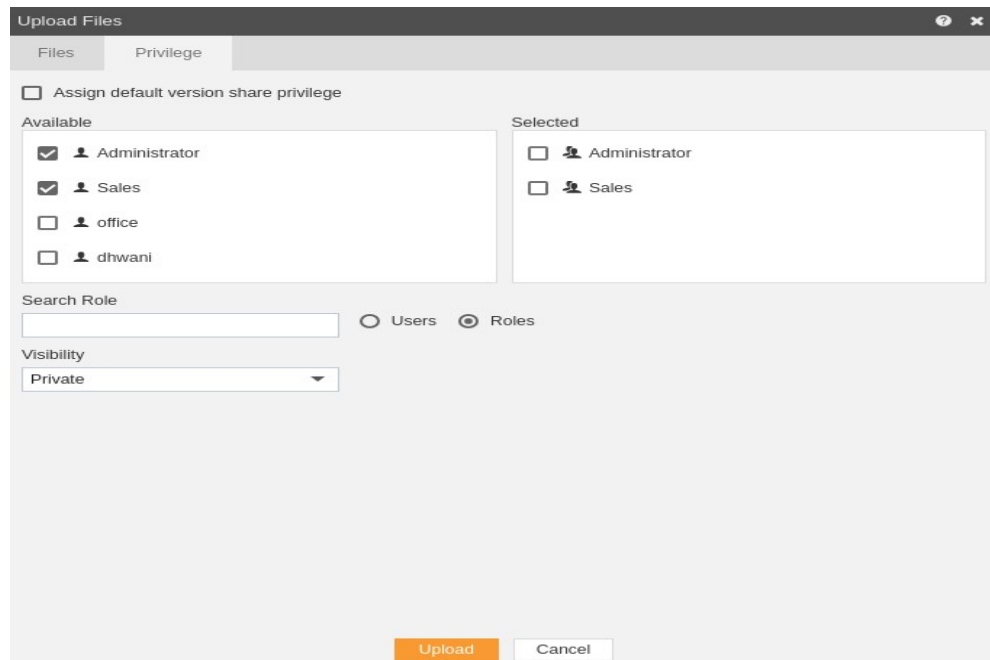 Upload Files
Files Privilege
Assign default version share privilege
Available
Administrator
Sales
office
dhwani
Selected
Administrator
Sales
Search Role
Users Roles
Visibility
Private
Upload Cancel